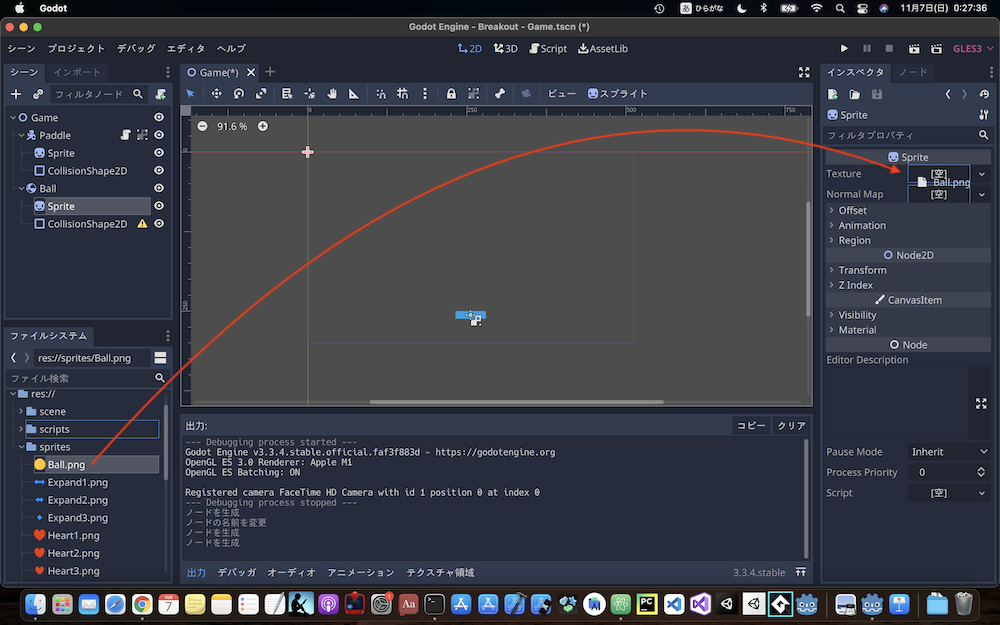 Godot
ひらがな
11月7日(日) 0:27:36
Godot Engine - Breakout - Game.tscn (*)
シーン プロジェクト デバッグ エディタ ヘルプ
2D 3D Script AssetLib
GLES3
シーン インポート
フィルタノード
Game
Paddle
Sprite
CollisionShape2D
Ball
Sprite
CollisionShape2D
ファイルシステム
res://sprites/Ball.png
ファイル検索
res://
scene
scripts
sprites
Ball.png
Expand1.png
Expand2.png
Expand3.png
Heart1.png
Heart2.png
Heart3.png
Game(*)
ビュー スプライト
0 250 500 750
91.6 %
0
250
出力:
コピー クリア
--- Debugging process started ---
Godot Engine v3.3.4.stable.official.faf3f883d - https://godotengine.org
OpenGL ES 3.0 Renderer: Apple M1
OpenGL ES Batching: ON
Registered camera FaceTime HD Camera with id 1 position 0 at index 0
--- Debugging process stopped ---
ノードを生成
ノードの名前を変更
ノードを生成
ノードを生成
出力 デバッガ オーディオ アニメーション テクスチャ領域
3.3.4.stable
インスペクタ ノード
Sprite
フィルタプロパティ
Sprite
Texture [空]
Ball.png
Normal Map [空]
Offset
Animation
Region
Node2D
Transform
Z Index
CanvasItem
Visibility
Material
Node
Editor Description
Pause Mode Inherit
Process Priority 0
Script [空]